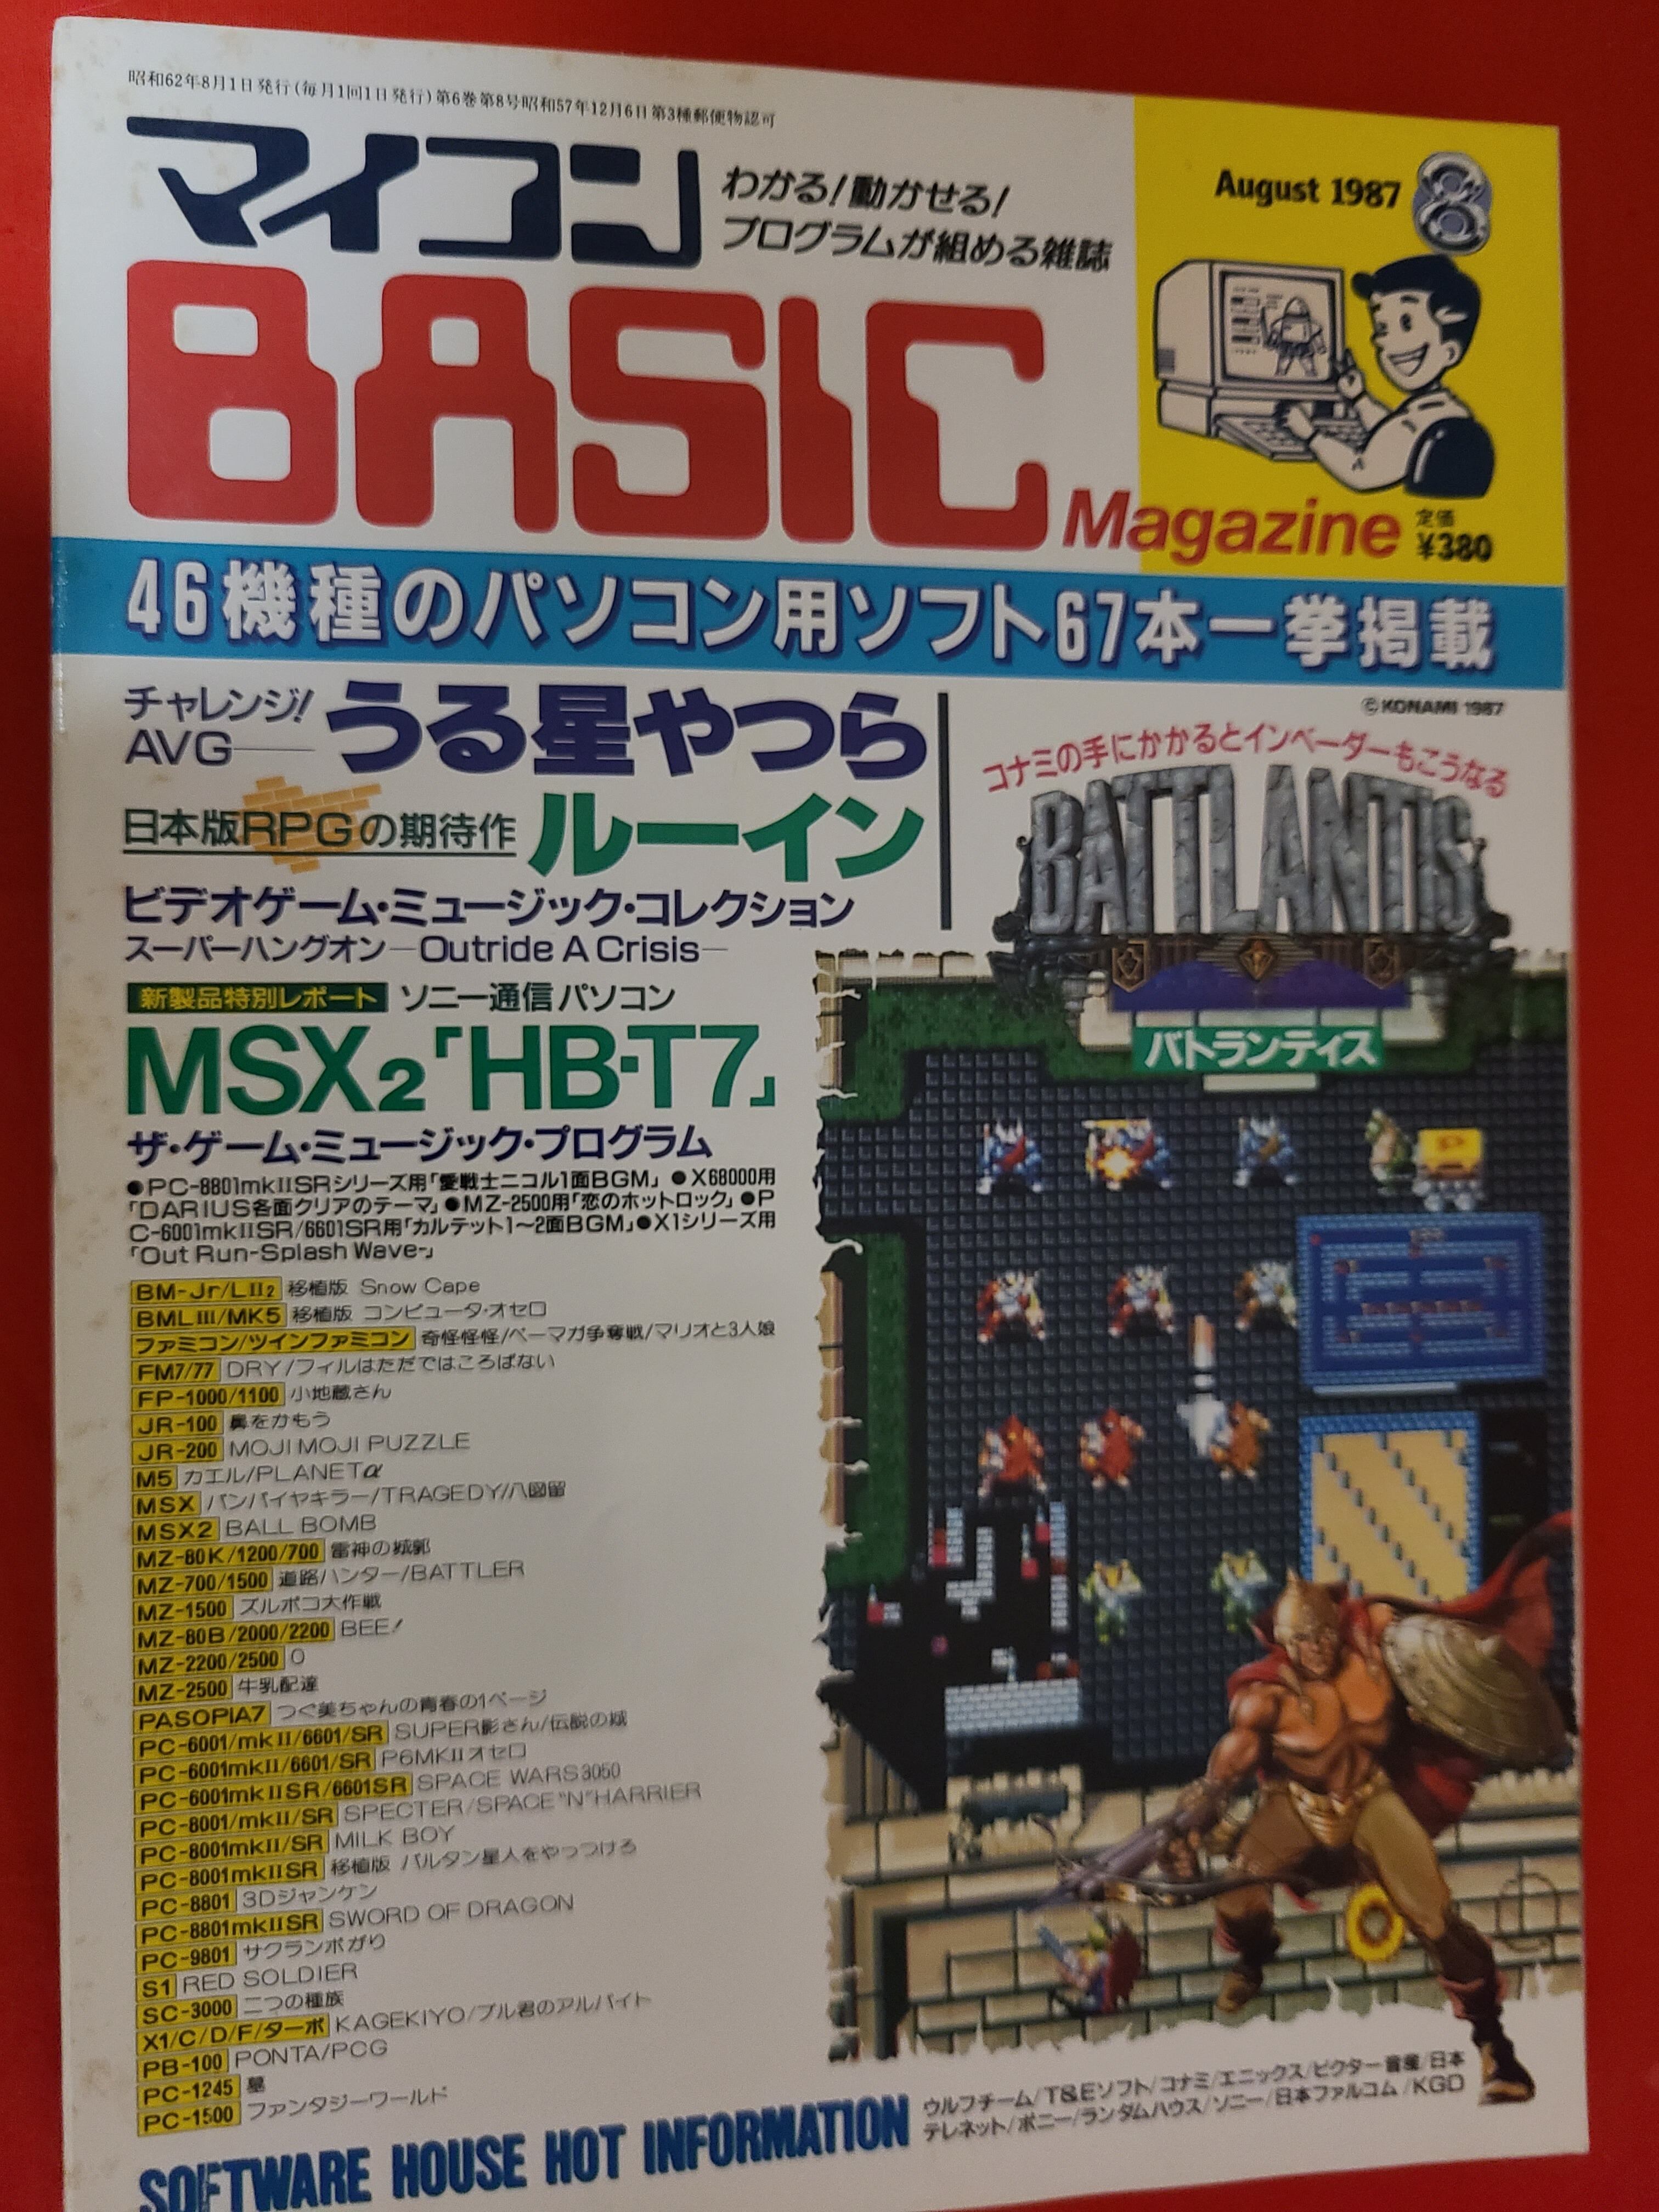 昭和62年8月1日発行(毎月1回1日発行)第6巻第8号昭和57年12月6日第3種郵便物認可
マイコン
わかる!動かせる!
プログラムが組める雑誌
August 1987
8
BASIC
Magazine
定価
¥380
46機種のパソコン用ソフト67本一挙掲載
チャレンジ!
AVG―うる星やつら
日本版RPGの期待作 ルーイン
ビデオゲーム・ミュージック・コレクション
スーパーハングオン―Outride A Crisis―
新製品特別レポート ソニー通信パソコン
MSX2「HB-T7」
ザ・ゲーム・ミュージック・プログラム
●PC-8801mkIISRシリーズ用「愛戦士ニコル1面BGM」●X68000用
「DARIUS各面クリアのテーマ」●MZ-2500用「恋のホットロック」●P
C-6001mkIISR/6601SR用「カルテット1〜2面BGM」●X1シリーズ用
「Out Run-Splash Wave-」
BM-Jr/LII2 移植版 Snow Cape
BMLIII/MK5 移植版 コンピュータ・オセロ
ファミコン/ツインファミコン 奇怪怪怪/ベーマガ争奪戦/マリオと3人娘
FM7/77 DRY/フィルはただではころばない
FP-1000/1100 小地蔵さん
JR-100 鼻をかもう
JR-200 MOJI MOJI PUZZLE
M5 カエル/PLANETα
MSX バンパイヤキラー/TRAGEDY/八図留
MSX2 BALL BOMB
MZ-80K/1200/700 雷神の城郭
MZ-700/1500 道路ハンター/BATTLER
MZ-1500 ズルポコ大作戦
MZ-80B/2000/2200 BEE!
MZ-2200/2500 O
MZ-2500 牛乳配達
PASOPIA7 つぐ美ちゃんの青春の1ページ
PC-6001/mkII/6601/SR SUPER影さん/伝説の城
PC-6001mkII/6601/SR P6MKIIオセロ
PC-6001mkIISR/6601SR SPACE WARS3050
PC-8001/mkII/SR SPECTER/SPACE"N"HARRIER
PC-8001mkII/SR MILK BOY
PC-8001mkIISR 移植版 バルタン星人をやっつけろ
PC-8801 3Dジャンケン
PC-8801mkIISR SWORD OF DRAGON
PC-9801 サクランボがり
S1 RED SOLDIER
SC-3000 二つの種族
X1/C/D/F/ターボ KAGEKIYO/ブル君のアルバイト
PB-100 PONTA/PCG
PC-1245 墓
PC-1500 ファンタジーワールド
©KONAMI 1987
コナミの手にかかるとインベーダーもこうなる
BATTLANTIS
バトランティス
SOFTWARE HOUSE HOT INFORMATION
ウルフチーム/T&Eソフト/コナミ/エニックス/ビクター音産/日本
テレネット/ポニー/ランダムハウス/ソニー/日本ファルコム/KGD